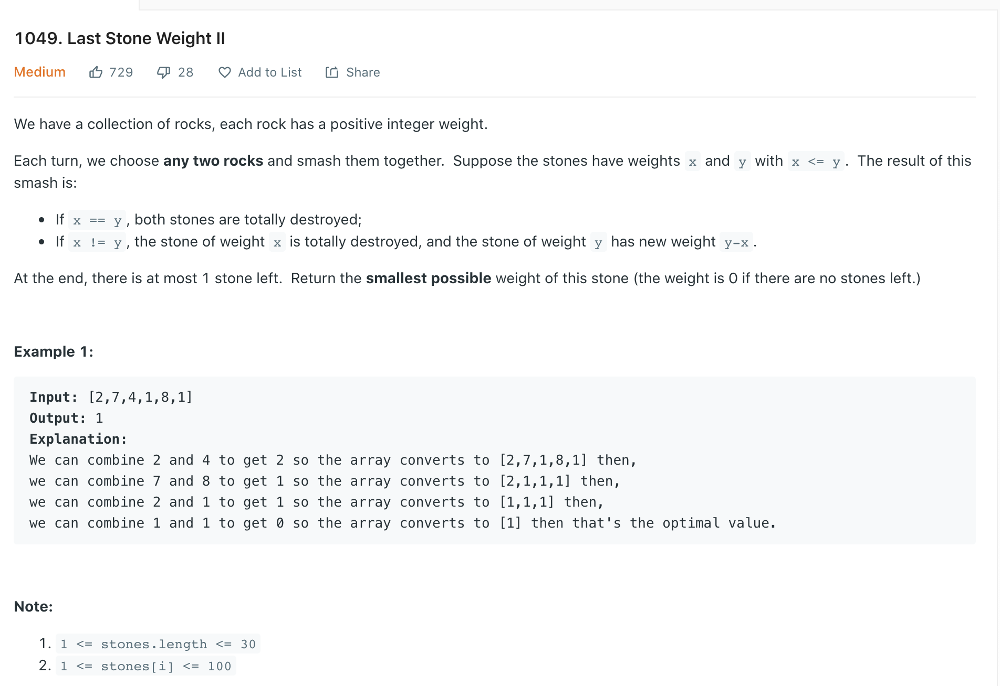 1049. Last Stone Weight II
Medium 729 28 Add to List Share
We have a collection of rocks, each rock has a positive integer weight.
Each turn, we choose any two rocks and smash them together.  Suppose the stones have weights x and y with x <= y.  The result of this
smash is:
• If x == y, both stones are totally destroyed;
• If x != y, the stone of weight x is totally destroyed, and the stone of weight y has new weight y-x.
At the end, there is at most 1 stone left.  Return the smallest possible weight of this stone (the weight is 0 if there are no stones left.)
Example 1:
Input: [2,7,4,1,8,1]
Output: 1
Explanation:
We can combine 2 and 4 to get 2 so the array converts to [2,7,1,8,1] then,
we can combine 7 and 8 to get 1 so the array converts to [2,1,1,1] then,
we can combine 2 and 1 to get 1 so the array converts to [1,1,1] then,
we can combine 1 and 1 to get 0 so the array converts to [1] then that's the optimal value.
Note:
1. 1 <= stones.length <= 30
2. 1 <= stones[i] <= 100